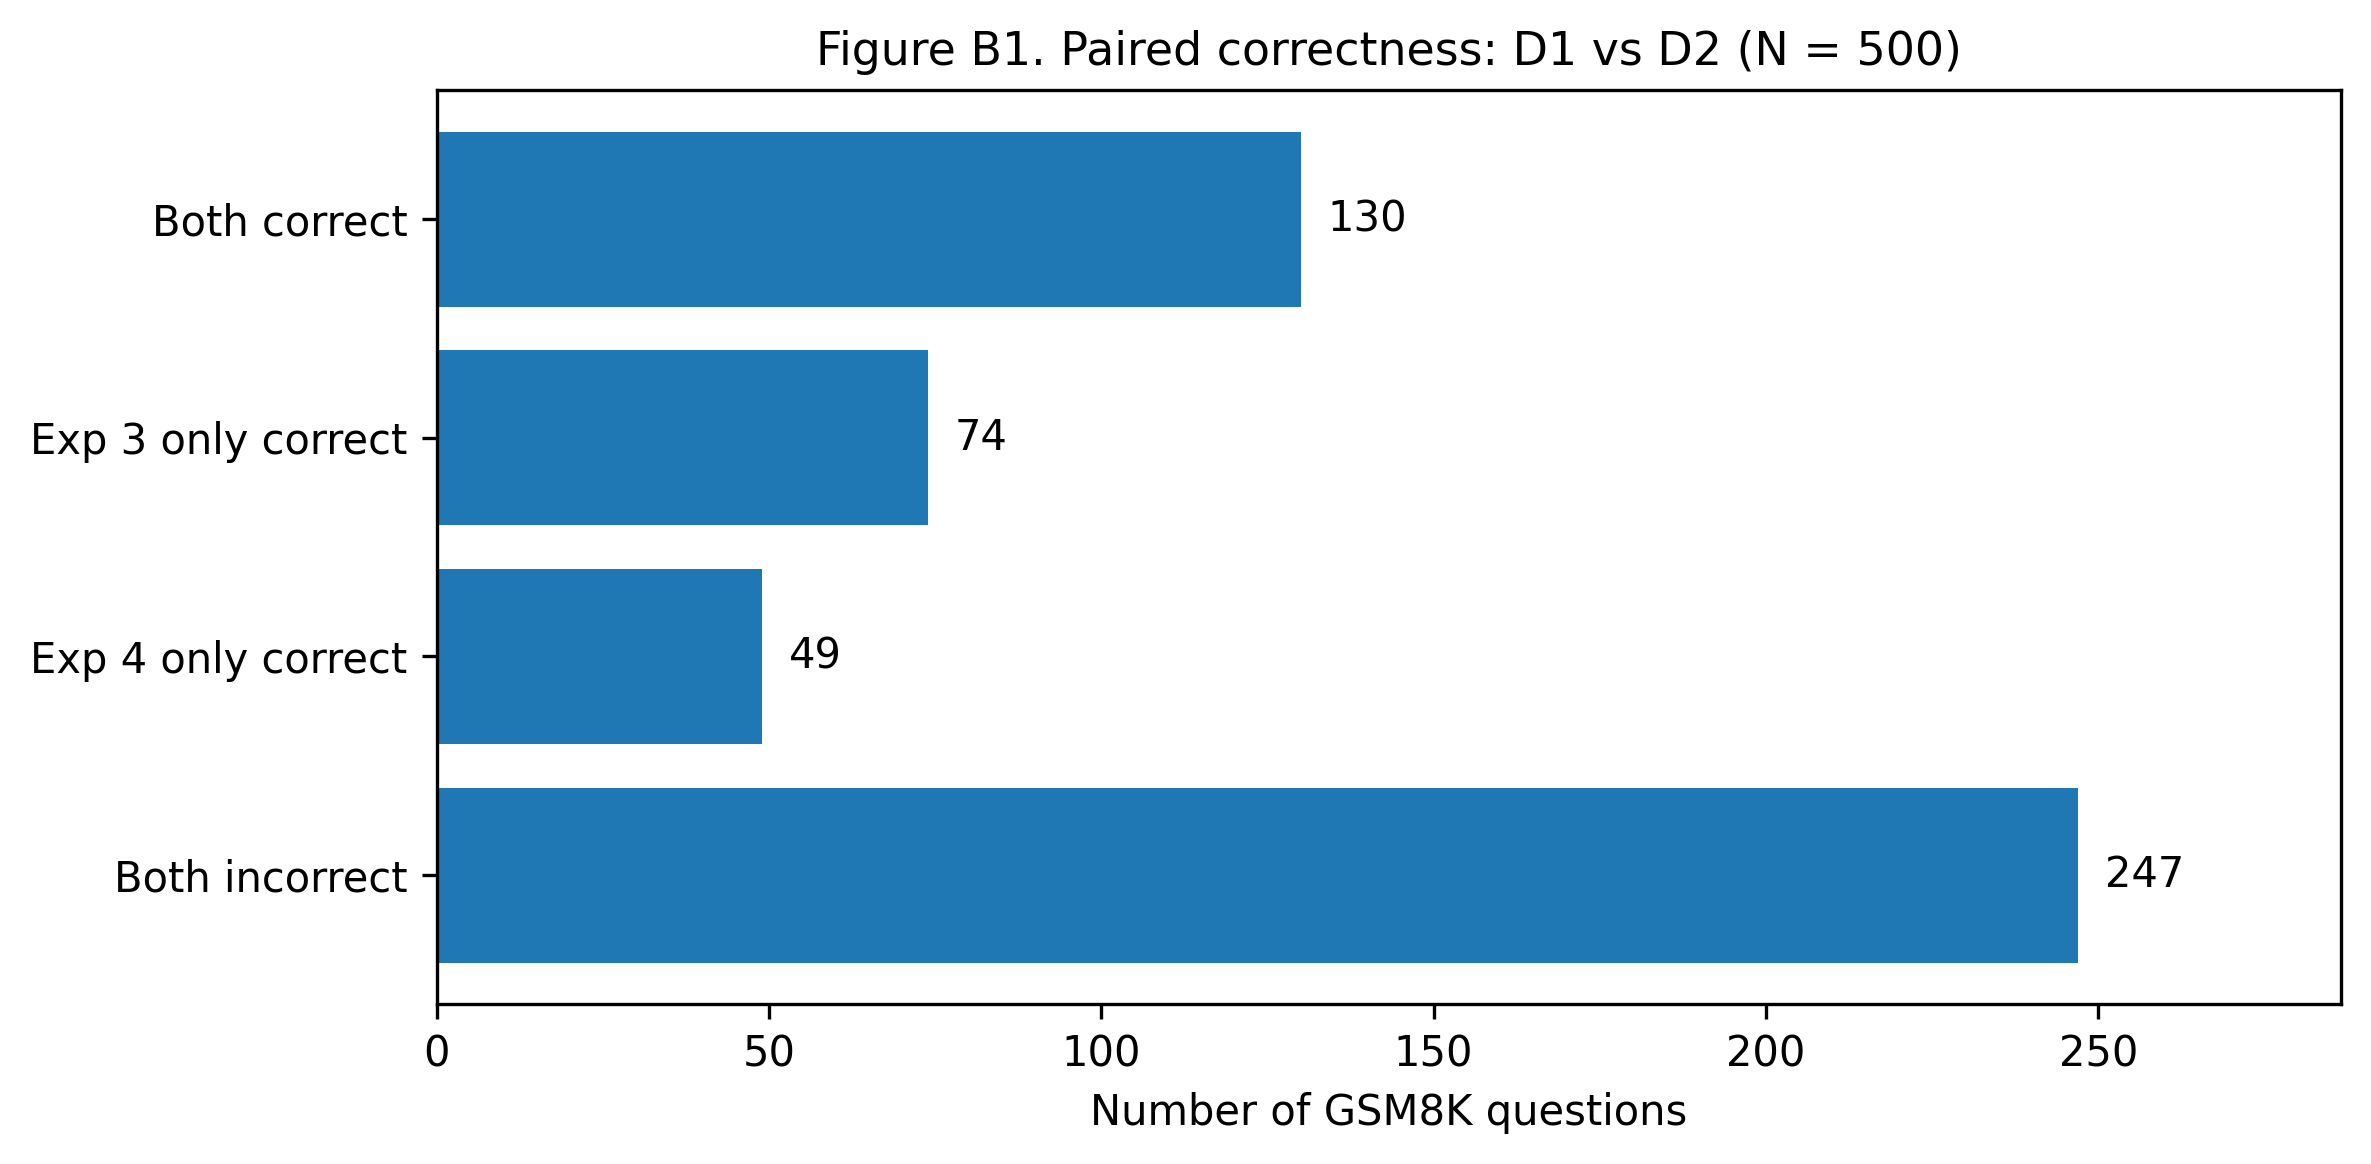 Figure B1. Paired correctness: D1 vs D2 (N = 500)
Both correct
130
Exp 3 only correct
74
Exp 4 only correct
49
Both incorrect
247
0 50 100 150 200 250
Number of GSM8K questions